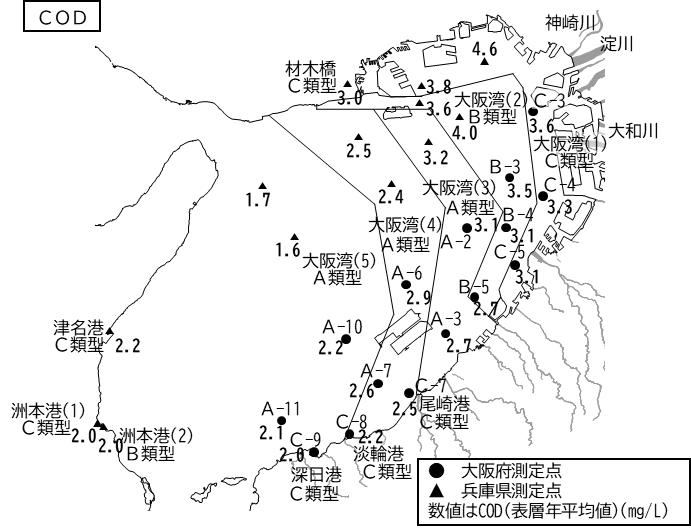 COD
神崎川
淀川
4.6
材木橋
C類型
3.0
3.8
3.6
大阪湾(2)
B類型
4.0
C-3
3.6
大和川
大阪湾(1)
C類型
2.5
3.2
B-3
3.5
C-4
3.3
1.7
2.4
大阪湾(3)
A類型
3.1
A-2
B-4
3.1
大阪湾(4)
A類型
1.6
大阪湾(5)
A類型
C-5
3.1
A-6
2.9
B-5
2.7
津名港
C類型
2.2
A-10
2.2
A-3
2.7
A-7
2.6
C-7
2.5
尾崎港
C類型
洲本港(1)
C類型
2.0
2.0
洲本港(2)
B類型
A-11
2.1
C-8
2.2
C-9
2.0
淡輪港
C類型
深日港
C類型
大阪府測定点
兵庫県測定点
数値はCOD(表層年平均値)(mg/L)